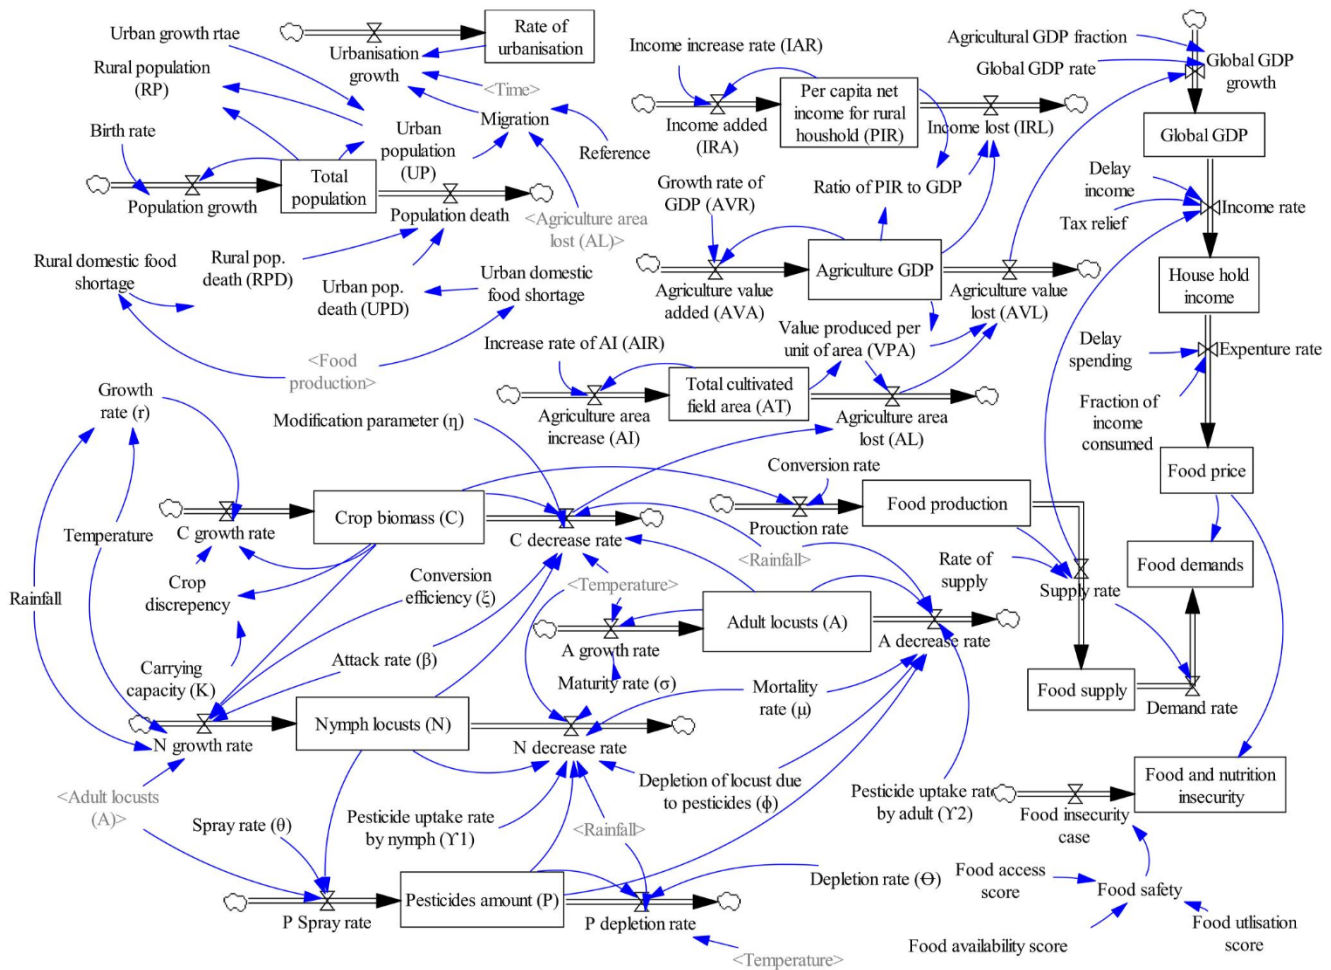 Urban growth rtae
Rural population
(RP)
Birth rate
Population growth
Total
population
Urbanisation
growth
Rate of
urbanisation
<Time>
Migration
Urban
population
(UP)
Reference
Population death
<Agriculture area
lost (AL)>
Rural domestic food
shortage
Rural pop.
death (RPD)
Urban pop.
death (UPD)
Urban domestic
food shortage
<Food
production>
Income increase rate (IAR)
Income added
(IRA)
Per capita net
income for rural
houshold (PIR)
Income lost (IRL)
Growth rate of
GDP (AVR)
Ratio of PIR to GDP
Agriculture value
added (AVA)
Agriculture GDP
Agriculture value
lost (AVL)
Increase rate of AI (AIR)
Value produced per
unit of area (VPA)
Agriculture area
increase (AI)
Total cultivated
field area (AT)
Agriculture area
lost (AL)
Agricultural GDP fraction
Global GDP rate
Global GDP
growth
Global GDP
Delay
income
Tax relief
Income rate
House hold
income
Delay
spending
Expenture rate
Fraction of
income
consumed
Food price
Growth
rate (r)
Modification parameter (η)
Temperature
Rainfall
C growth rate
Crop biomass (C)
C decrease rate
Crop
discrepency
Conversion
efficiency (ξ)
Carrying
capacity (K)
Attack rate (β)
Conversion rate
Prouction rate
Food production
<Rainfall>
<Temperature>
Rate of
supply
Supply rate
Food demands
A growth rate
Adult locusts (A)
A decrease rate
Maturity rate (σ)
Mortality
rate (μ)
Food supply
Demand rate
N growth rate
Nymph locusts (N)
N decrease rate
<Adult locusts
(A)>
Depletion of locust due
to pesticides (ϕ)
Pesticide uptake rate
by adult (ϒ2)
Food and nutrition
insecurity
Food insecurity
case
Spray rate (θ)
Pesticide uptake rate
by nymph (ϒ1)
<Rainfall>
P Spray rate
Pesticides amount (P)
P depletion rate
Depletion rate (Ɵ)
<Temperature>
Food access
score
Food safety
Food availability score
Food utlisation
score